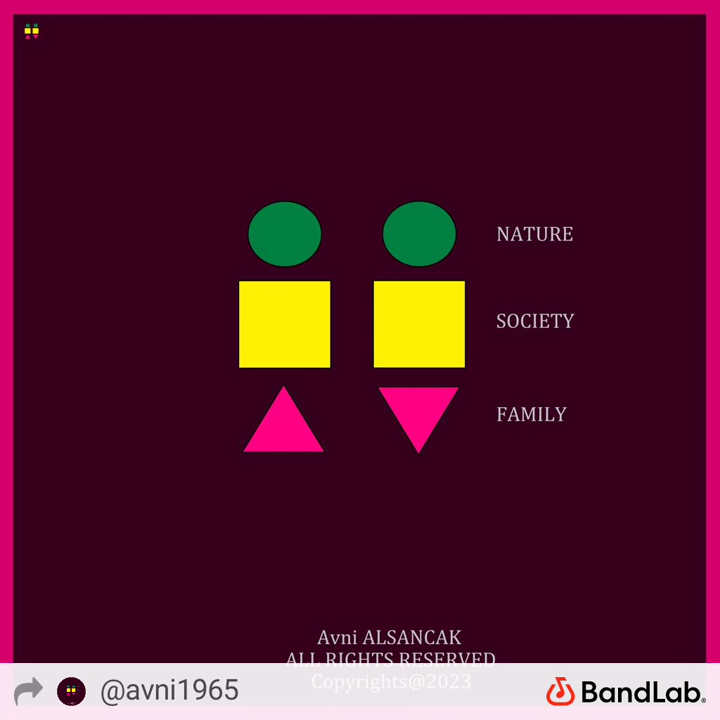 NATURE
SOCIETY
FAMILY
Avni ALSANCAK
ALL RIGHTS RESERVED
Copyrights@2023
@avni1965
BandLab®